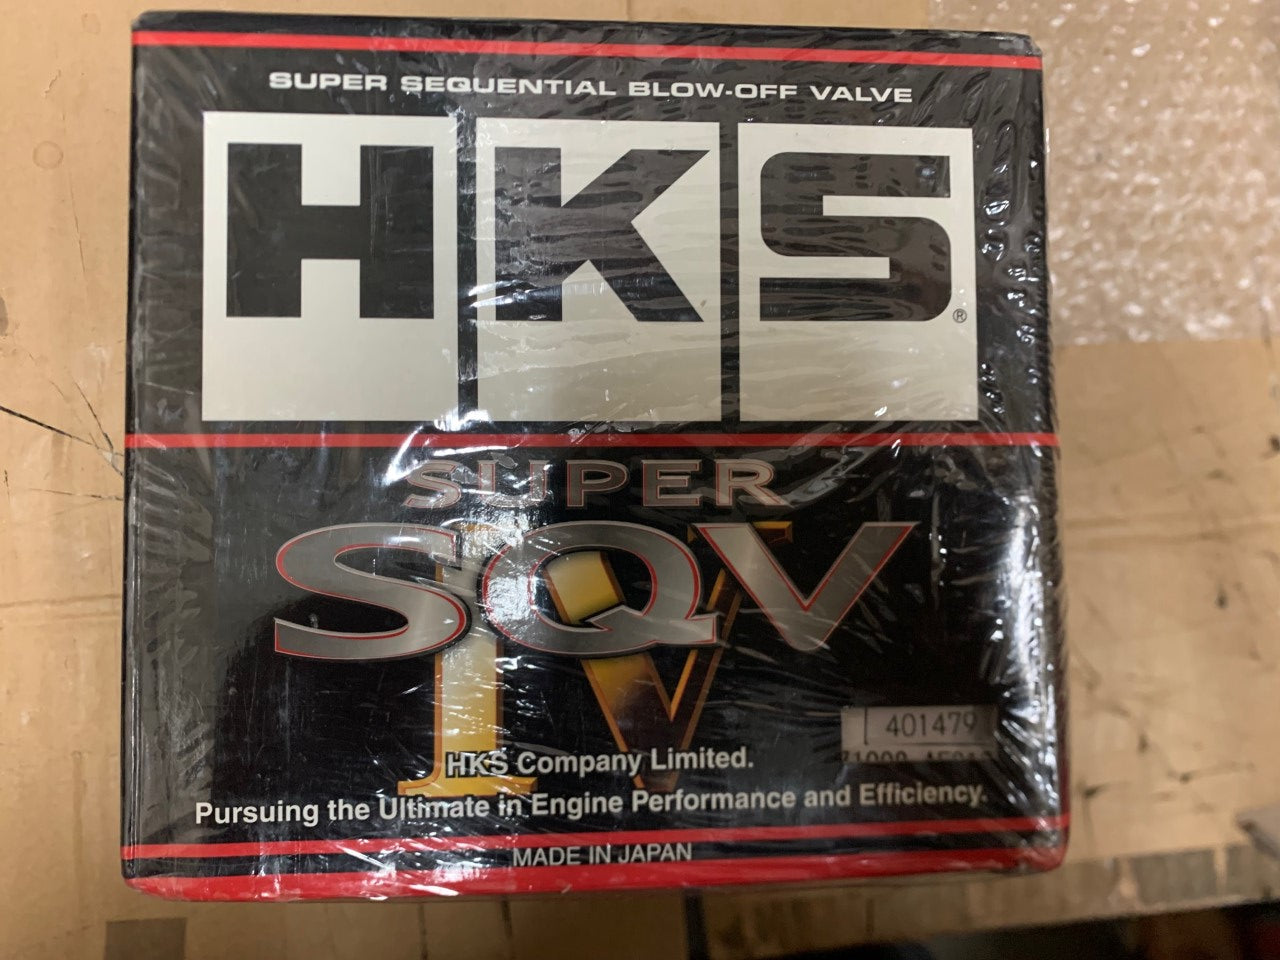 SUPER SEQUENTIAL BLOW-OFF VALVE
HKS®
SUPER
SQV
IV
401479
HKS Company Limited.
Pursuing the Ultimate in Engine Performance and Efficiency.
MADE IN JAPAN